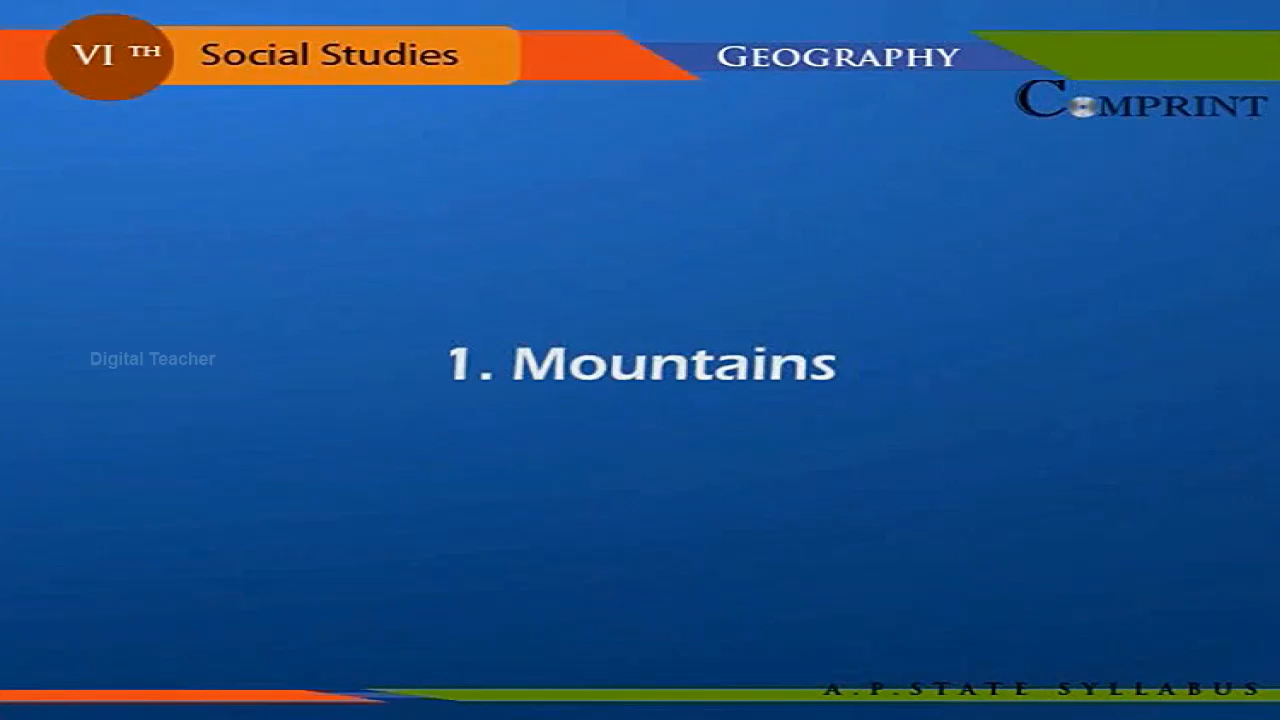 VI TH Social Studies GEOGRAPHY
COMPRINT
Digital Teacher
1. Mountains
A.P.STATE SYLLABUS